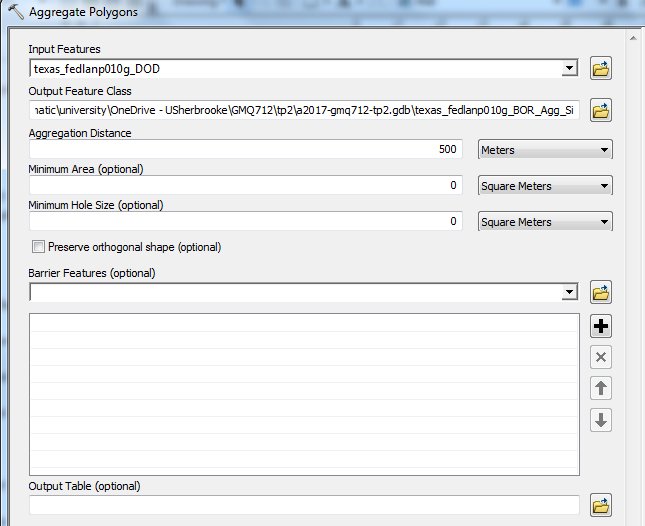 Aggregate Polygons
Input Features
texas_fedlanp010g_DOD
Output Feature Class
natic\university\OneDrive - USherbrooke\GMQ712\tp2\a2017-gmq712-tp2.gdb\texas_fedlanp010g_BOR_Agg_Si
Aggregation Distance
500 Meters
Minimum Area (optional)
0 Square Meters
Minimum Hole Size (optional)
0 Square Meters
Preserve orthogonal shape (optional)
Barrier Features (optional)
Output Table (optional)